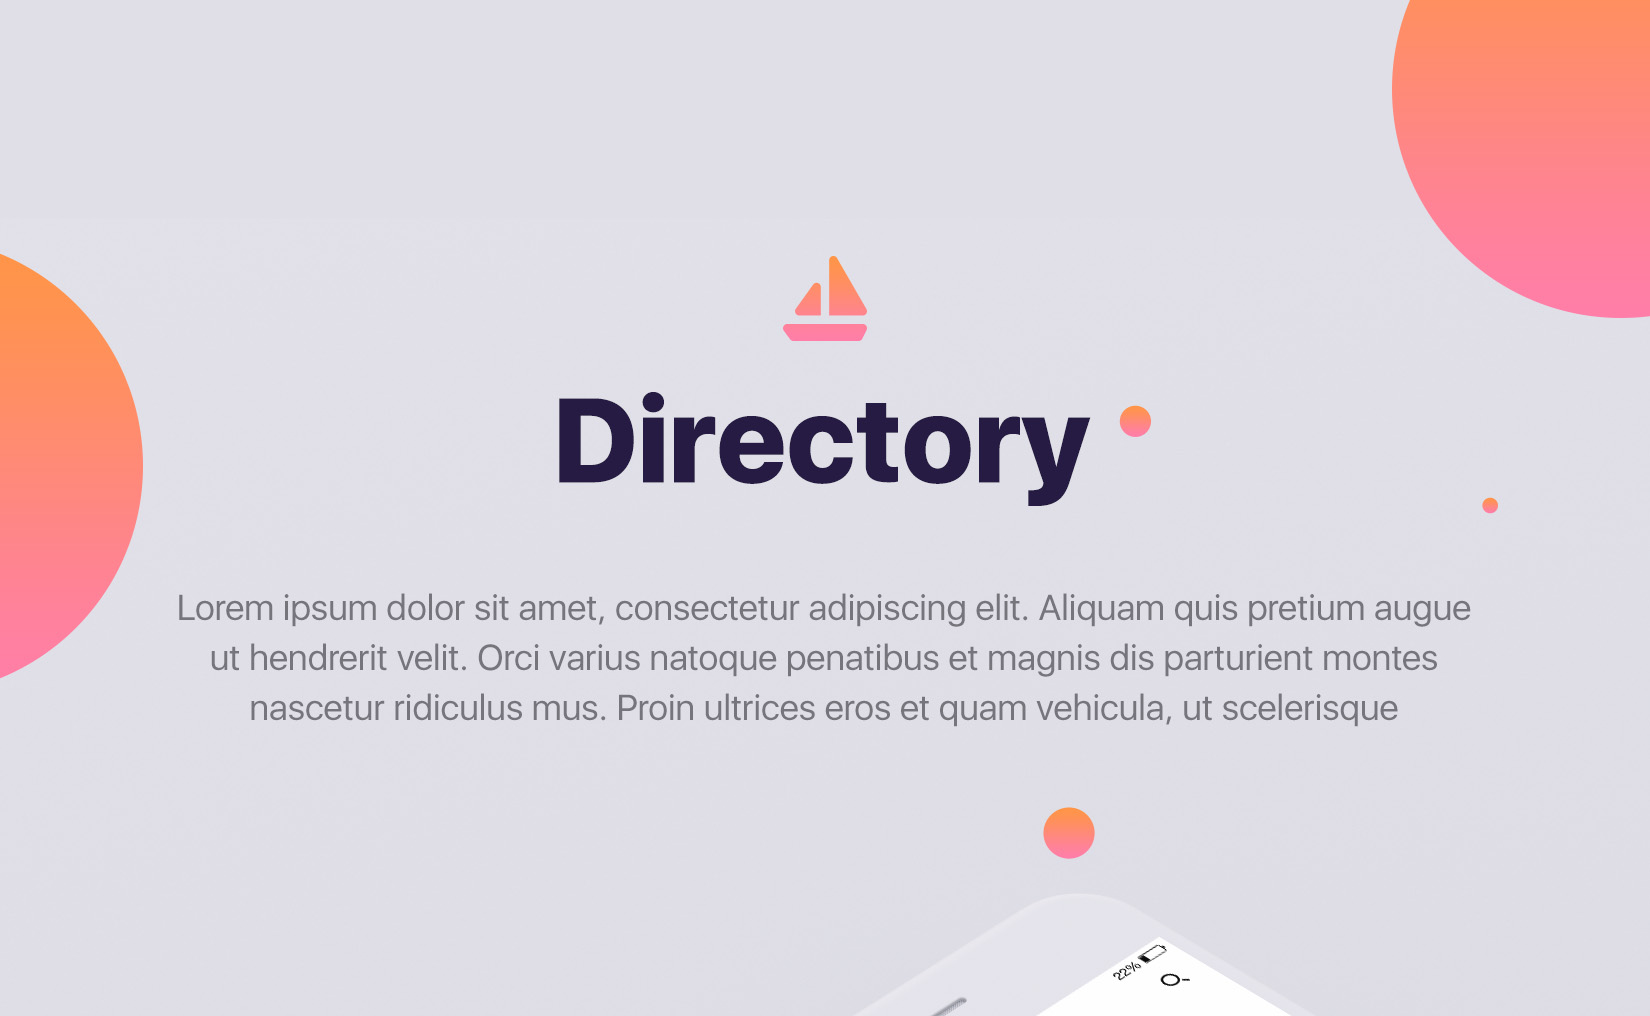 Directory
Lorem ipsum dolor sit amet, consectetur adipiscing elit. Aliquam quis pretium augue
ut hendrerit velit. Orci varius natoque penatibus et magnis dis parturient montes
nascetur ridiculus mus. Proin ultrices eros et quam vehicula, ut scelerisque
22%